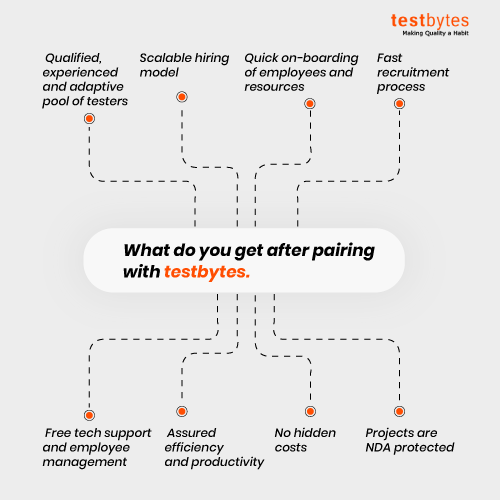 testbytes
Making Quality a Habit
Qualified,
experienced
and adaptive
pool of testers
Scalable hiring
model
Quick on-boarding
of employees and
resources
Fast
recruitment
process
What do you get after pairing
with testbytes.
Free tech support
and employee
management
Assured
efficiency
and productivity
No hidden
costs
Projects are
NDA protected